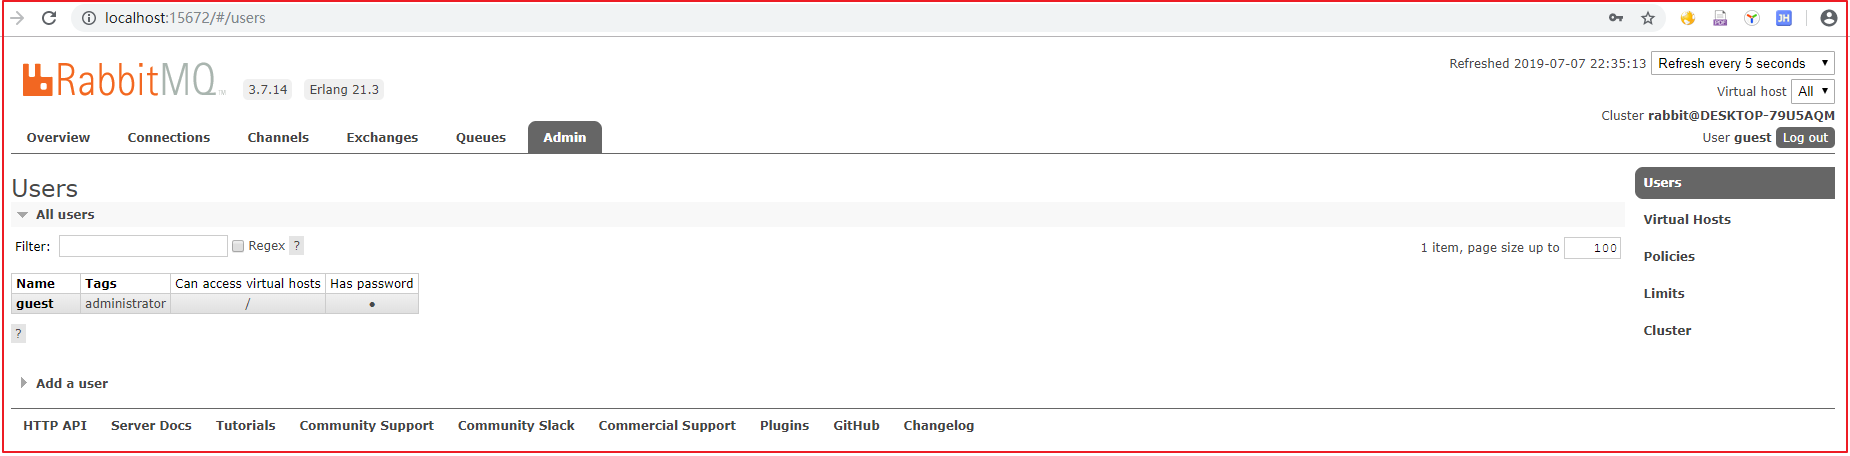 localhost:15672/#/users
PDF
JH
RabbitMQ TM 3.7.14 Erlang 21.3
Refreshed 2019-07-07 22:35:13 Refresh every 5 seconds
Virtual host All
Cluster rabbit@DESKTOP-79U5AQM
User guest Log out
Overview Connections Channels Exchanges Queues Admin
Users
All users
Filter: Regex ?
1 item, page size up to 100
Name Tags Can access virtual hosts Has password
guest administrator / ●
?
Add a user
Users
Virtual Hosts
Policies
Limits
Cluster
HTTP API Server Docs Tutorials Community Support Community Slack Commercial Support Plugins GitHub Changelog